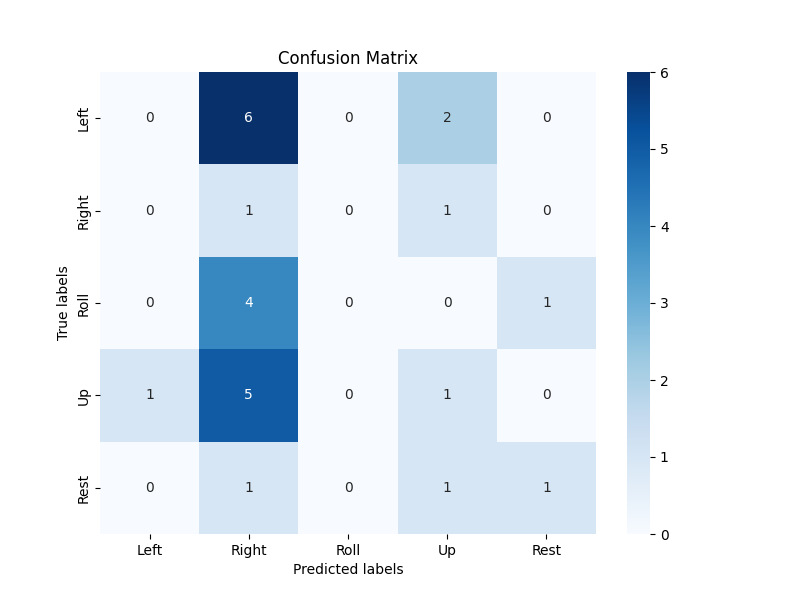 Confusion Matrix
Left 0 6 0 2 0
Right 0 1 0 1 0
Roll 0 4 0 0 1
Up 1 5 0 1 0
Rest 0 1 0 1 1
True labels
Left Right Roll Up Rest
Predicted labels
6
5
4
3
2
1
0